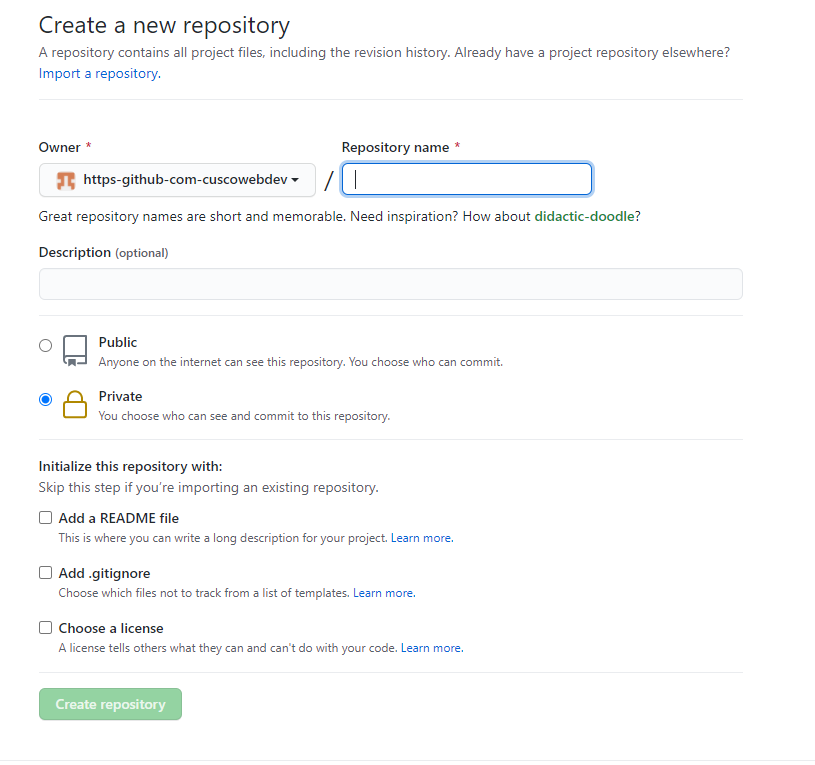 Create a new repository
A repository contains all project files, including the revision history. Already have a project repository elsewhere?
Import a repository.
Owner *
Repository name *
https-github-com-cuscowebdev
/
Great repository names are short and memorable. Need inspiration? How about didactic-doodle?
Description (optional)
Public
Anyone on the internet can see this repository. You choose who can commit.
Private
You choose who can see and commit to this repository.
Initialize this repository with:
Skip this step if you're importing an existing repository.
Add a README file
This is where you can write a long description for your project. Learn more.
Add .gitignore
Choose which files not to track from a list of templates. Learn more.
Choose a license
A license tells others what they can and can't do with your code. Learn more.
Create repository